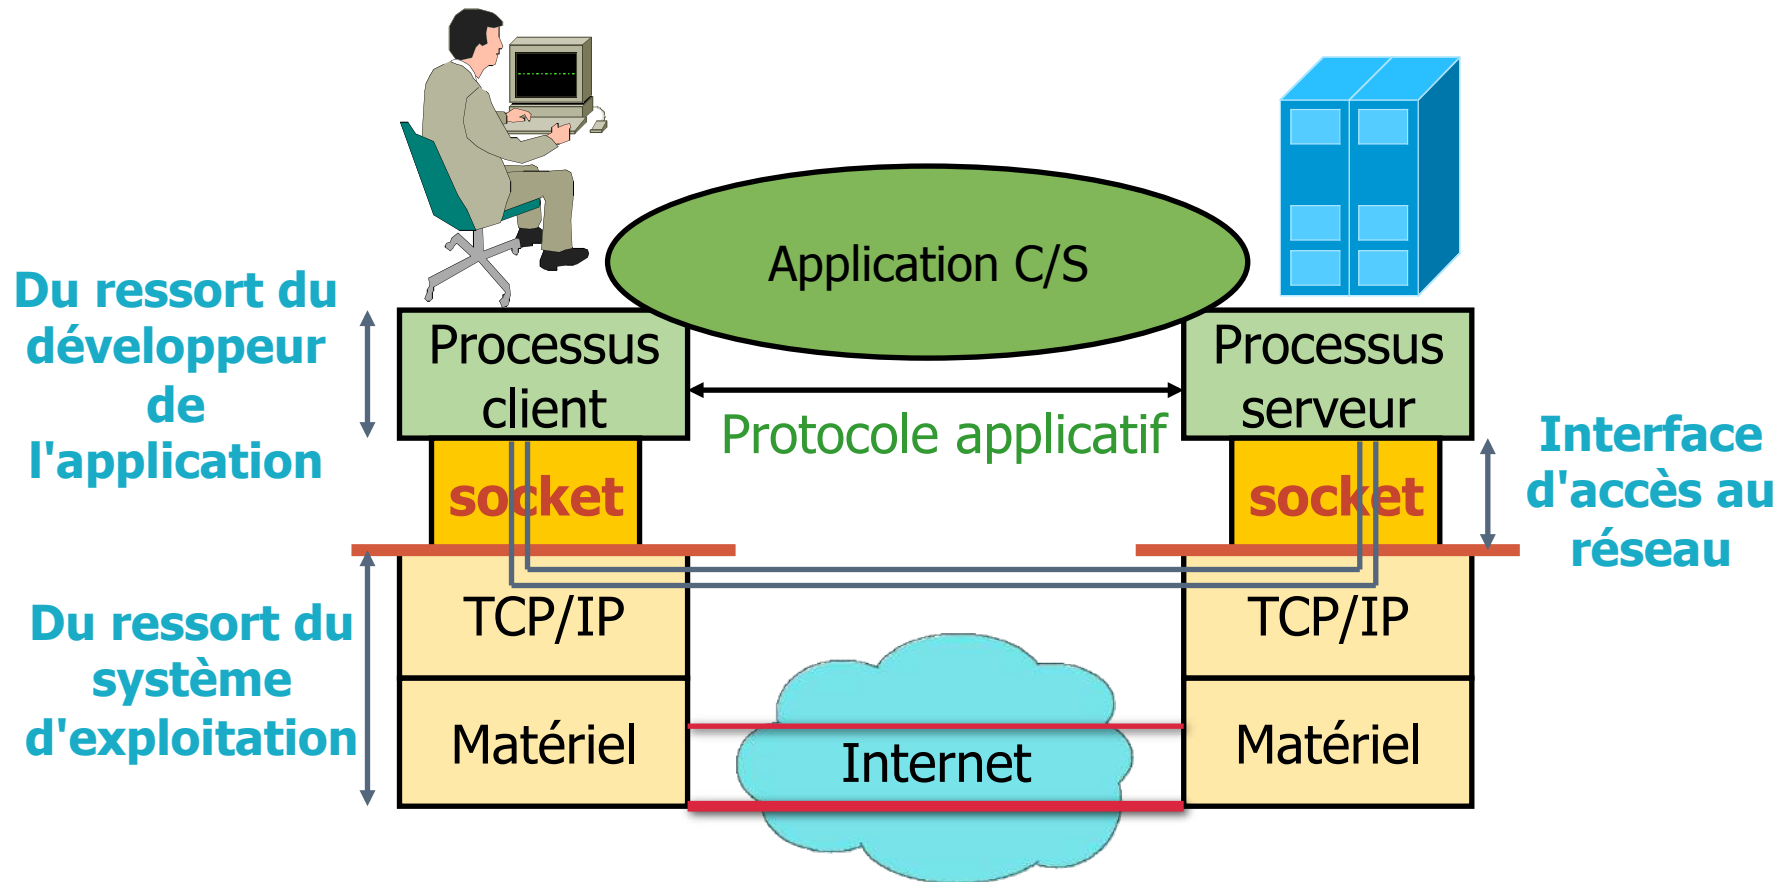 Application C/S
Du ressort du
développeur
de
l'application
Processus
client
Processus
serveur
Protocole applicatif
Interface
d'accès au
réseau
socket
socket
Du ressort du
système
d'exploitation
TCP/IP
TCP/IP
Matériel
Internet
Matériel